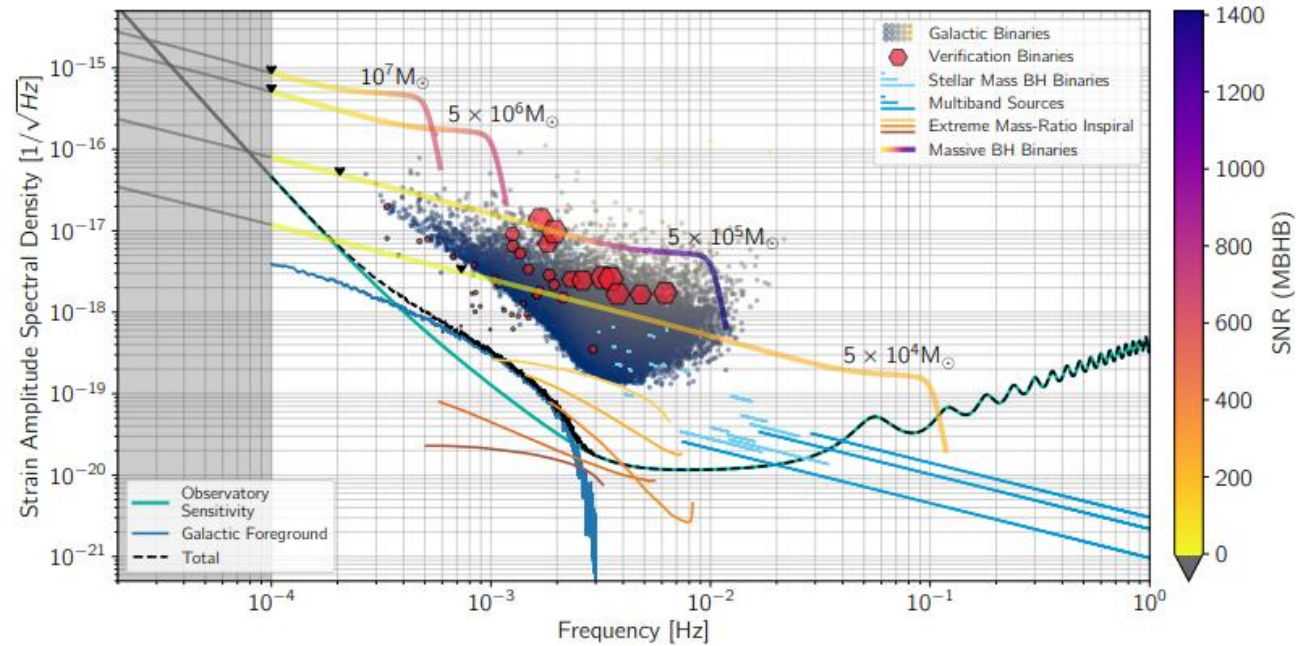 Strain Amplitude Spectral Density [1/√Hz]
10⁻¹⁵
10⁻¹⁶
10⁻¹⁷
10⁻¹⁸
10⁻¹⁹
10⁻²⁰
10⁻²¹
10⁷M☉
5 × 10⁶M☉
5 × 10⁵M☉
5 × 10⁴M☉
Galactic Binaries
Verification Binaries
Stellar Mass BH Binaries
Multiband Sources
Extreme Mass-Ratio Inspiral
Massive BH Binaries
Observatory
Sensitivity
Galactic Foreground
Total
10⁻⁴
10⁻³
10⁻²
10⁻¹
10⁰
Frequency [Hz]
1400
1200
1000
800
600
400
200
0
SNR (MBHB)